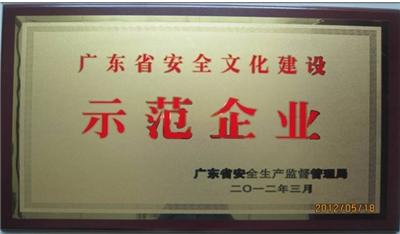 广东省安全文化建设
示范企业
广东省安全生产监督管理局
二〇一二年三月
2012/05/18